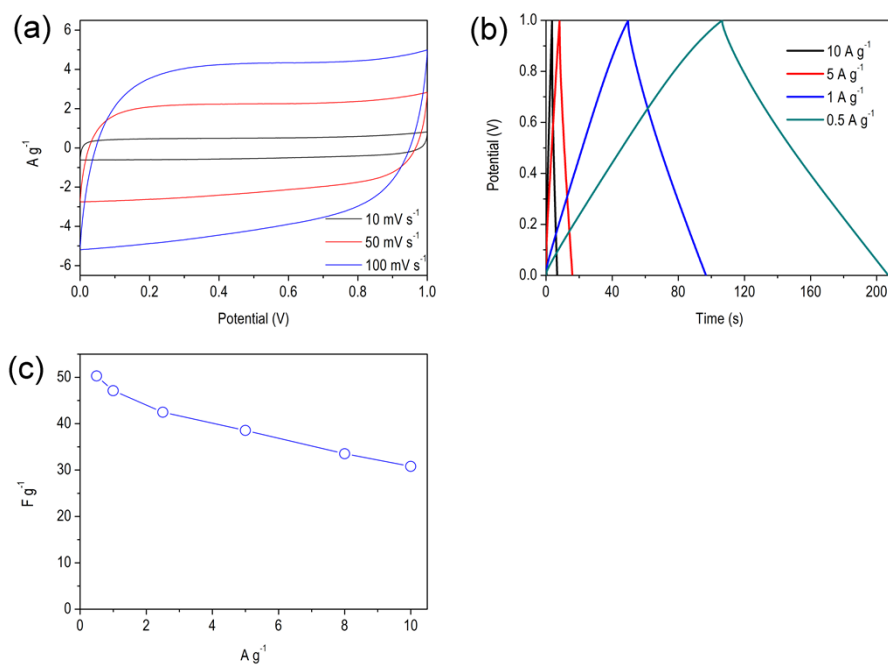 (a)
6
4
2
0
-2
-4
-6
A g-1
10 mV s-1
50 mV s-1
100 mV s-1
0.0 0.2 0.4 0.6 0.8 1.0
Potential (V)
(b)
1.0
0.8
0.6
0.4
0.2
0.0
Potential (V)
10 A g-1
5 A g-1
1 A g-1
0.5 A g-1
0 40 80 120 160 200
Time (s)
(c)
50
40
30
20
10
0
F g-1
0 2 4 6 8 10
A g-1